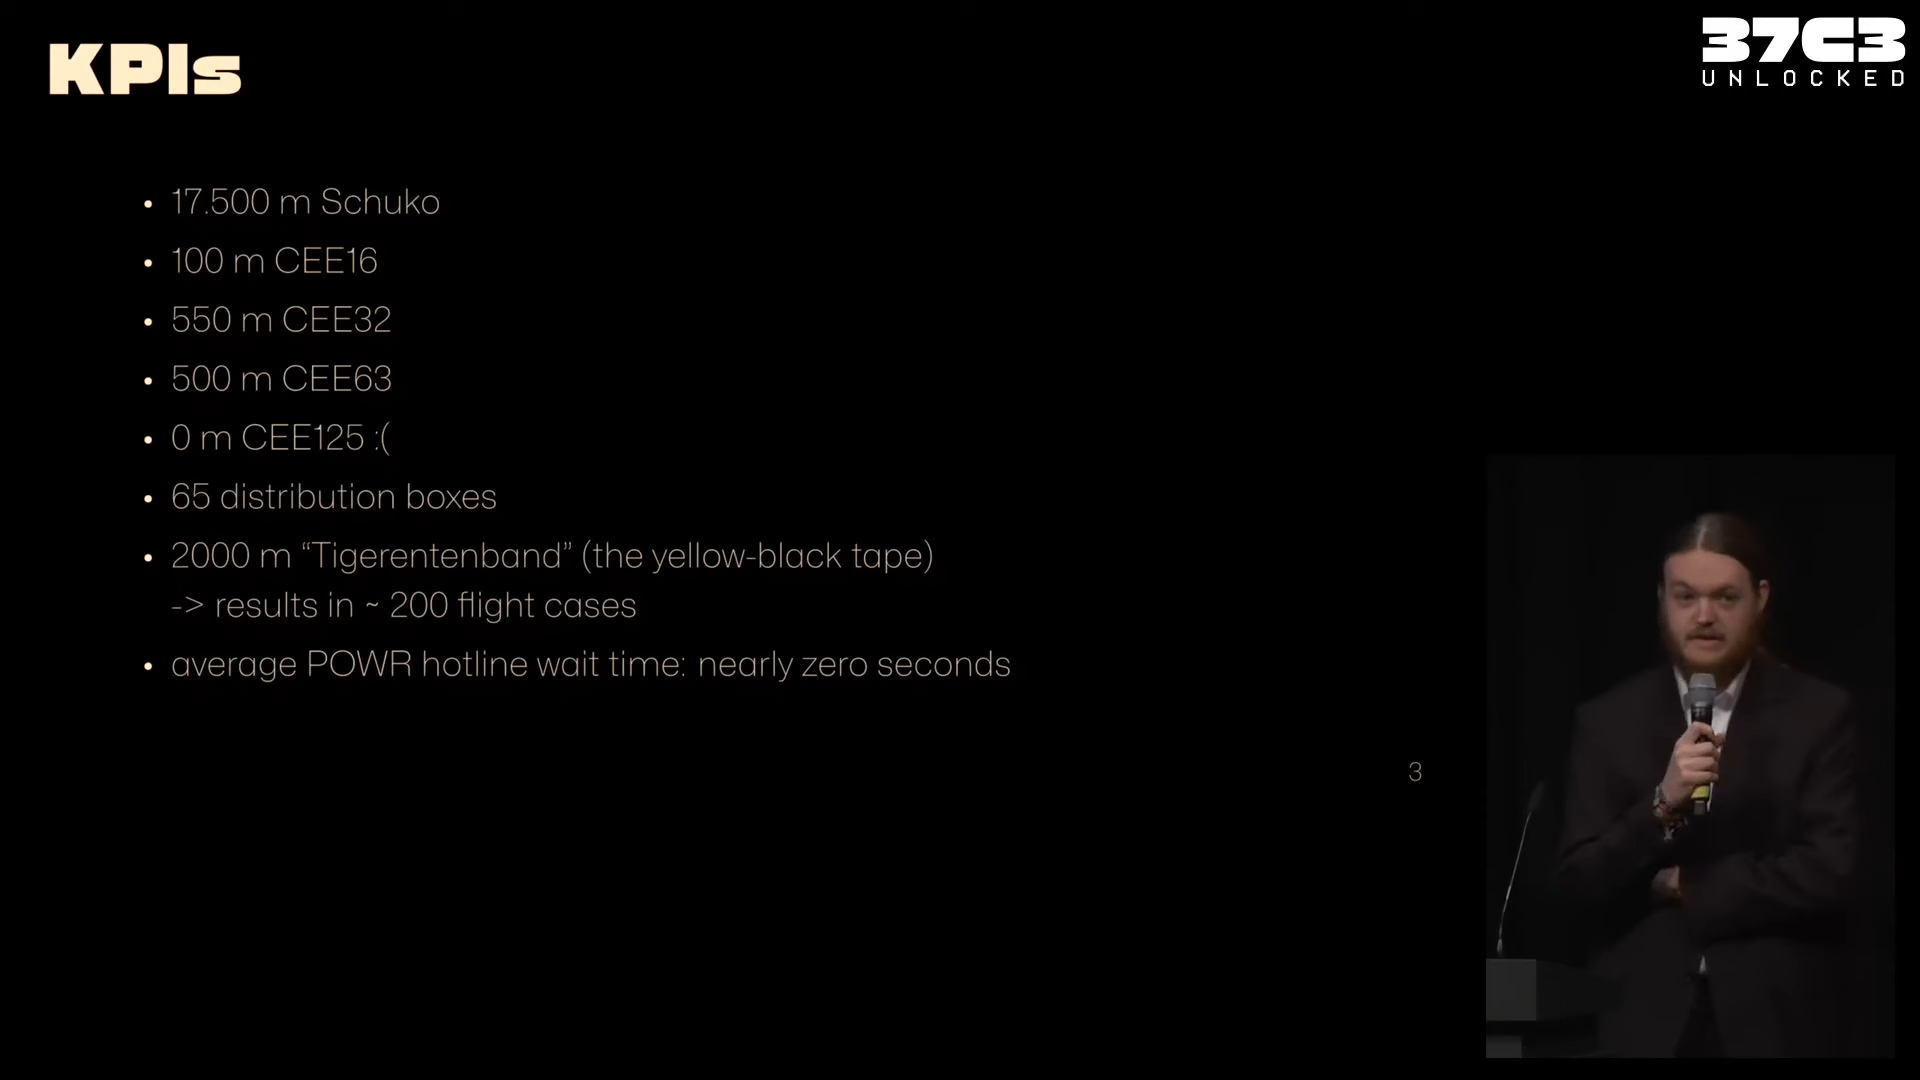 KPIs
37C3
UNLOCKED
• 17.500 m Schuko
• 100 m CEE16
• 550 m CEE32
• 500 m CEE63
• 0 m CEE125 :(
• 65 distribution boxes
• 2000 m “Tigerentenband” (the yellow-black tape)
-> results in ~ 200 flight cases
• average POWR hotline wait time: nearly zero seconds
3